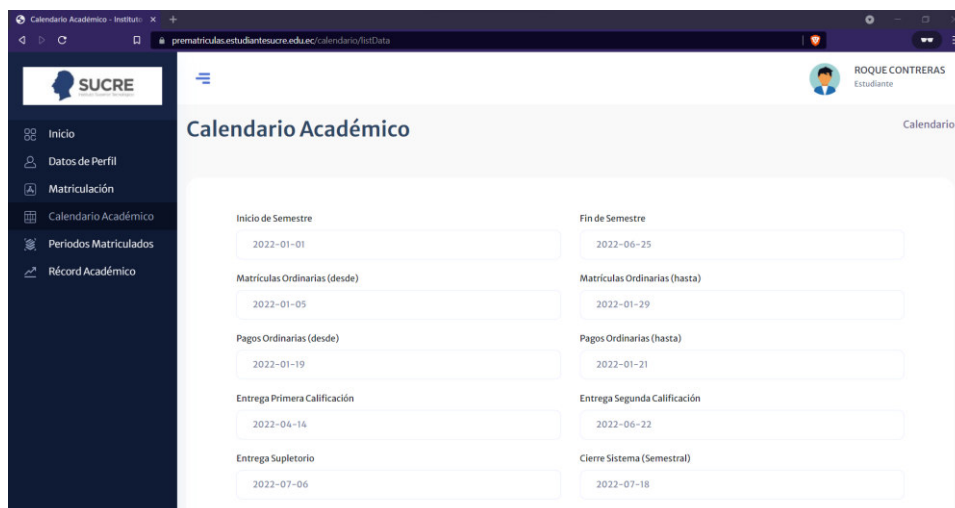 Calendario Académico - Instituto
prematriculas.estudiantesucre.edu.ec/calendario/listData
SUCRE
ROQUE CONTRERAS
Estudiante
Inicio
Datos de Perfil
Matriculación
Calendario Académico
Periodos Matriculados
Récord Académico
Calendario Académico
Calendario
Inicio de Semestre
Fin de Semestre
2022-01-01
2022-06-25
Matrículas Ordinarias (desde)
Matrículas Ordinarias (hasta)
2022-01-05
2022-01-29
Pagos Ordinarias (desde)
Pagos Ordinarias (hasta)
2022-01-19
2022-01-21
Entrega Primera Calificación
Entrega Segunda Calificación
2022-04-14
2022-06-22
Entrega Supletorio
Cierre Sistema (Semestral)
2022-07-06
2022-07-18